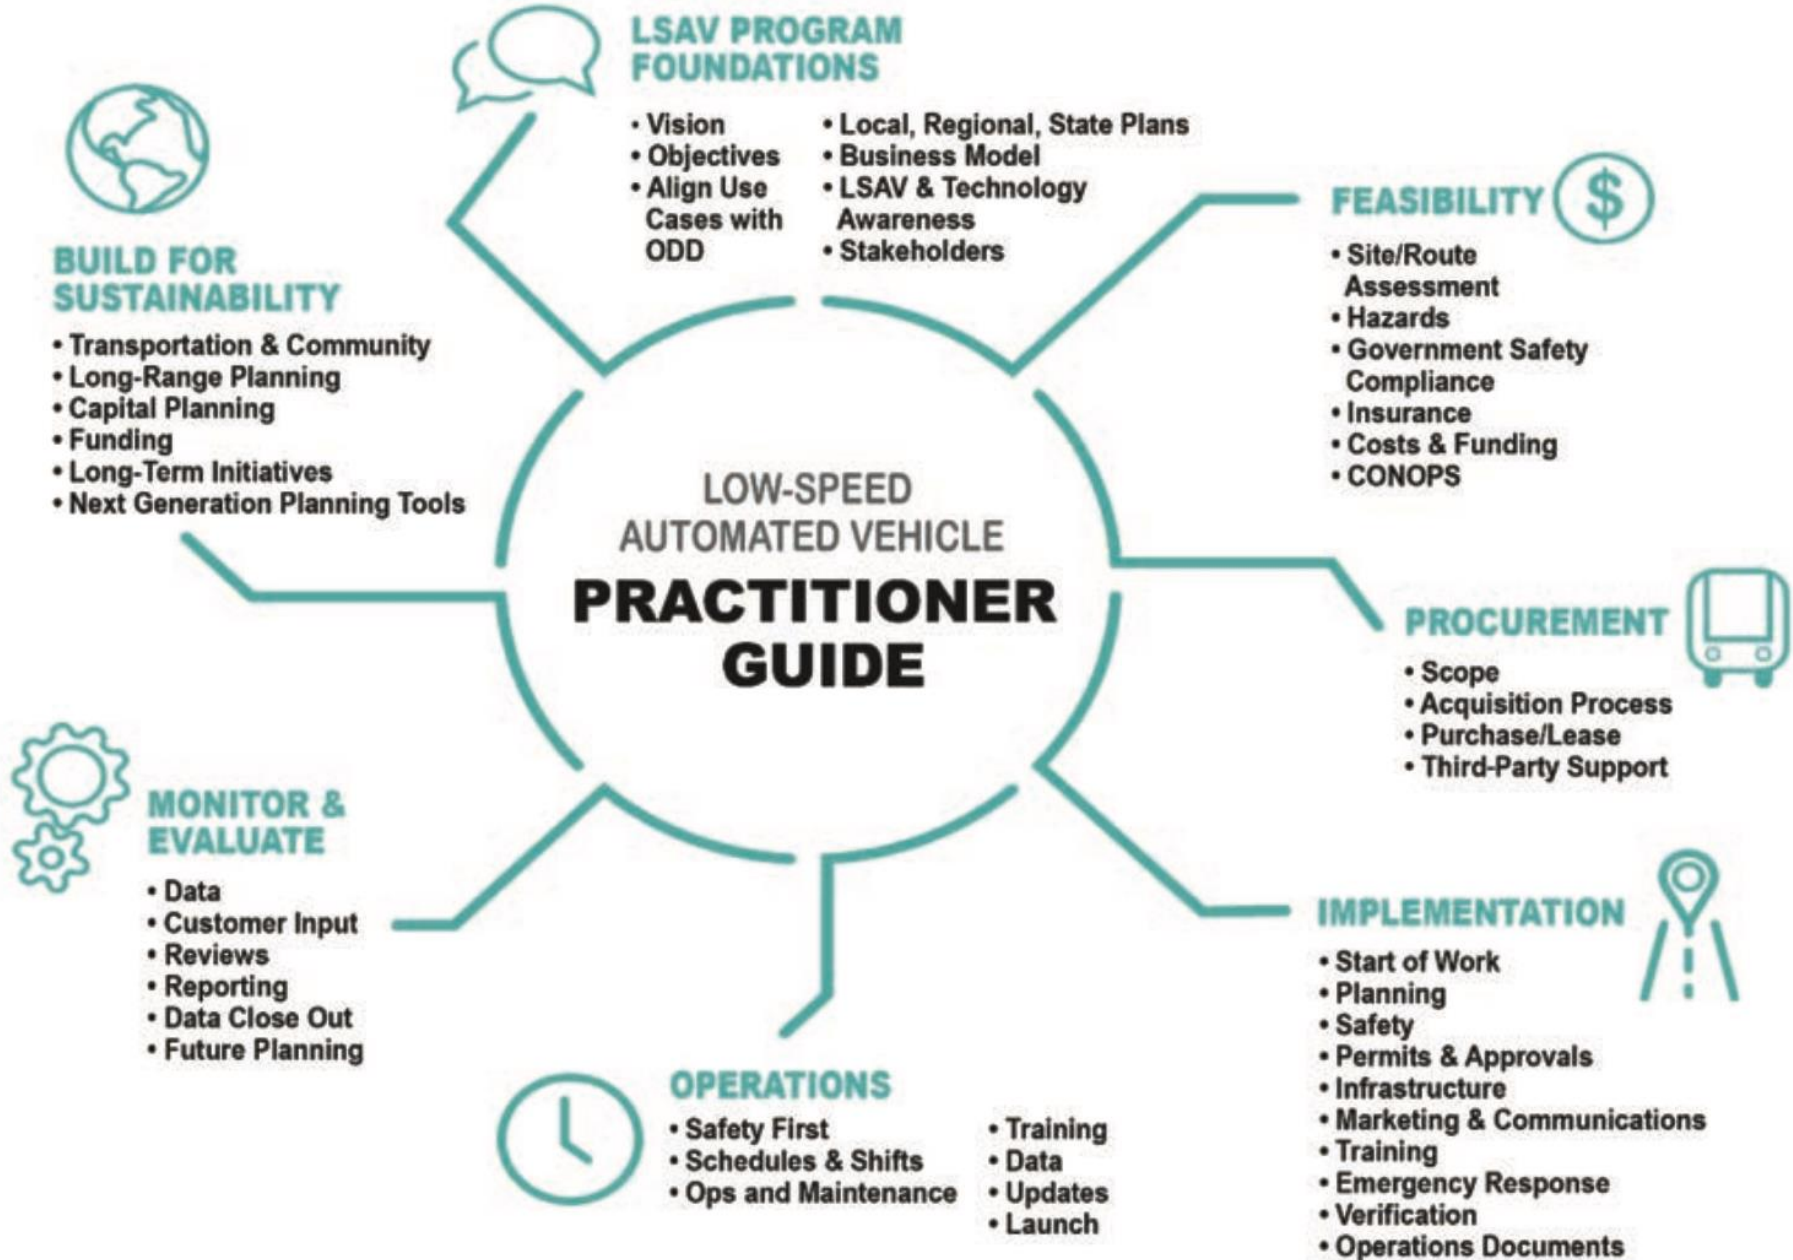 LSAV PROGRAM
FOUNDATIONS
• Vision
• Objectives
• Align Use
Cases with
ODD
• Local, Regional, State Plans
• Business Model
• LSAV & Technology
Awareness
• Stakeholders
FEASIBILITY
$
• Site/Route
Assessment
• Hazards
• Government Safety
Compliance
• Insurance
• Costs & Funding
• CONOPS
PROCUREMENT
• Scope
• Acquisition Process
• Purchase/Lease
• Third-Party Support
IMPLEMENTATION
• Start of Work
• Planning
• Safety
• Permits & Approvals
• Infrastructure
• Marketing & Communications
• Training
• Emergency Response
• Verification
• Operations Documents
OPERATIONS
• Safety First
• Schedules & Shifts
• Ops and Maintenance
• Training
• Data
• Updates
• Launch
MONITOR &
EVALUATE
• Data
• Customer Input
• Reviews
• Reporting
• Data Close Out
• Future Planning
BUILD FOR
SUSTAINABILITY
• Transportation & Community
• Long-Range Planning
• Capital Planning
• Funding
• Long-Term Initiatives
• Next Generation Planning Tools
LOW-SPEED
AUTOMATED VEHICLE
PRACTITIONER
GUIDE